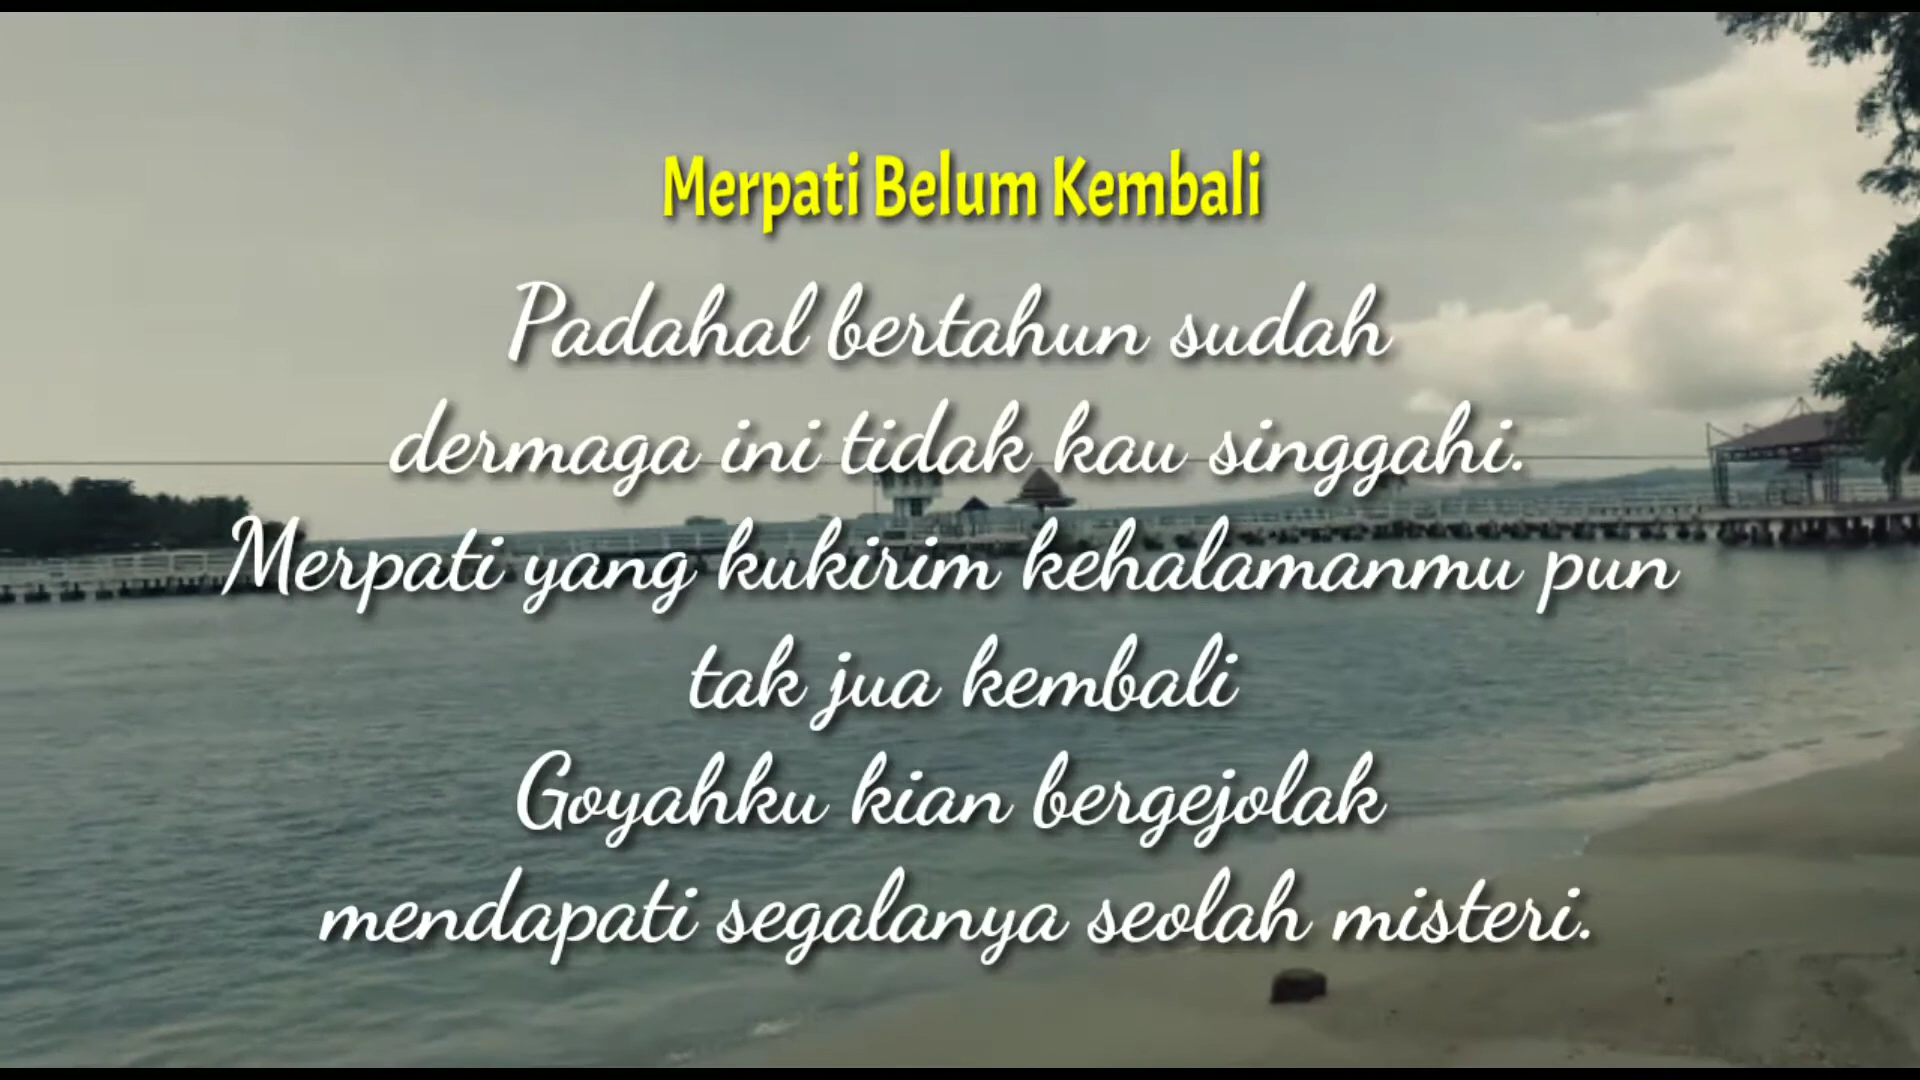 Merpati Belum Kembali
Padahal bertahun sudah
dermaga ini tidak kau singgahi.
Merpati yang kukirim kehalamanmu pun
tak jua kembali
Goyahku kian bergejolak
mendapati segalanya seolah misteri.